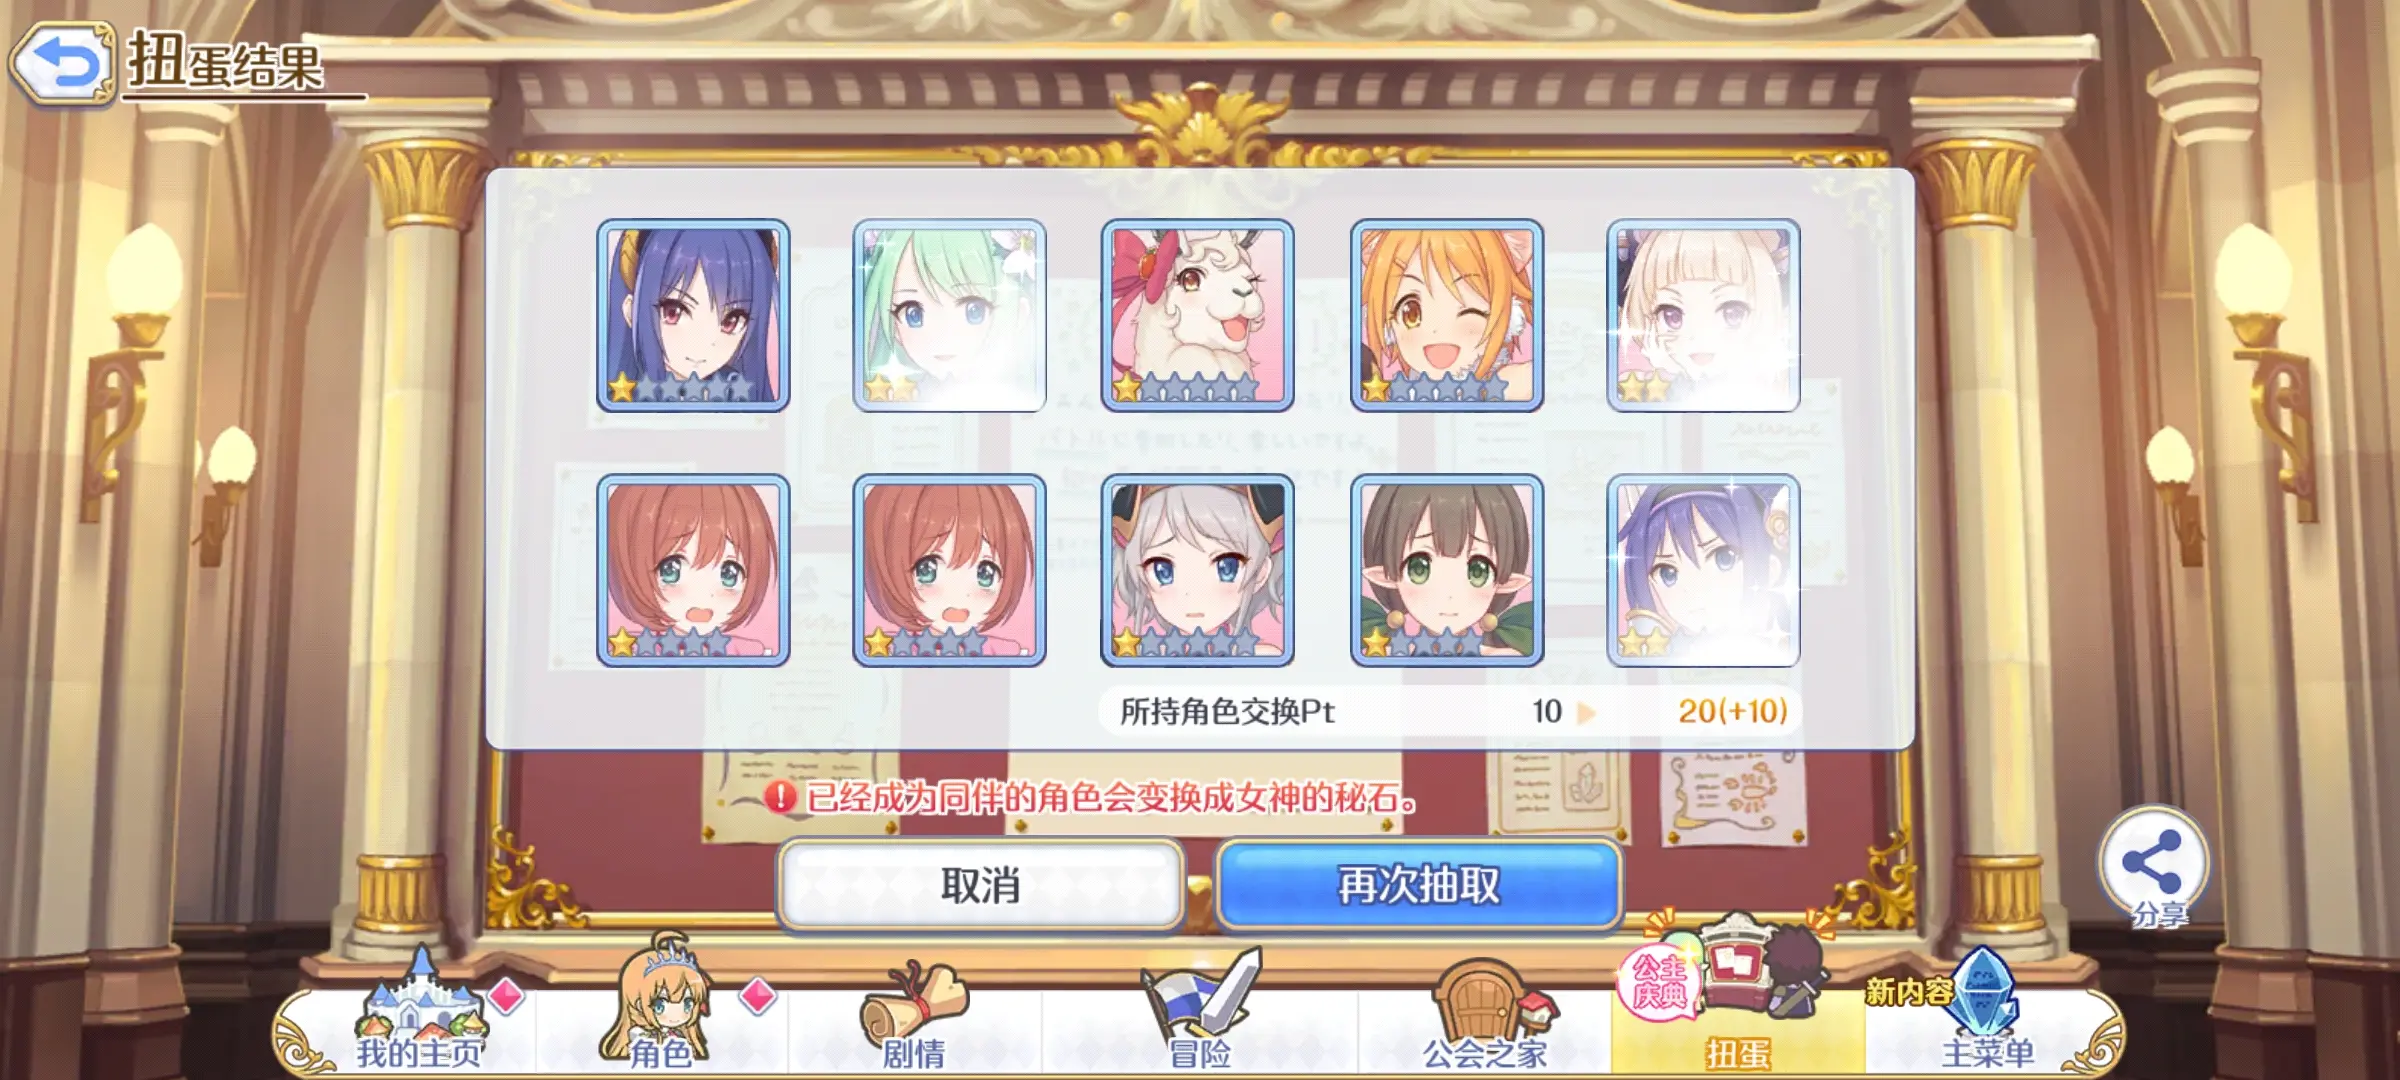 扭蛋结果
所持角色交换Pt 10 20(+10)
已经成为同伴的角色会变换成女神的秘石。
取消
再次抽取
分享
公主
庆典
新内容
我的主页
角色
剧情
冒险
公会之家
扭蛋
主菜单